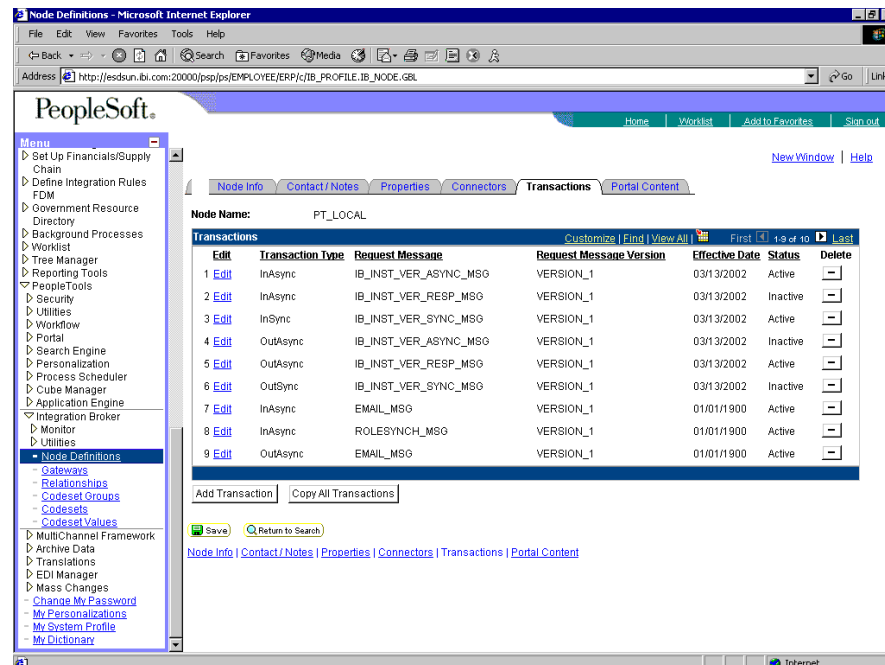 Node Definitions - Microsoft Internet Explorer
File Edit View Favorites Tools Help
Back Search Favorites Media
Address http://esdsun.ibi.com:20000/psp/ps/EMPLOYEE/ERP/c/IB_PROFILE.IB_NODE.GBL Go Link
PeopleSoft.
Home Worklist Add to Favorites Sign out
Menu
Set Up Financials/Supply
Chain
Define Integration Rules
FDM
Government Resource
Directory
Background Processes
Worklist
Tree Manager
Reporting Tools
PeopleTools
Security
Utilities
Workflow
Portal
Search Engine
Personalization
Process Scheduler
Cube Manager
Application Engine
Integration Broker
Monitor
Utilities
Node Definitions
Gateways
Relationships
Codeset Groups
Codesets
Codeset Values
MultiChannel Framework
Archive Data
Translations
EDI Manager
Mass Changes
Change My Password
My Personalizations
My System Profile
My Dictionary
New Window | Help
Node Info Contact / Notes Properties Connectors Transactions Portal Content
Node Name: PT_LOCAL
Transactions Customize | Find | View All | First 1-9 of 10 Last
Edit Transaction Type Request Message Request Message Version Effective Date Status Delete
1 Edit InAsync IB_INST_VER_ASYNC_MSG VERSION_1 03/13/2002 Active
2 Edit InAsync IB_INST_VER_RESP_MSG VERSION_1 03/13/2002 Inactive
3 Edit InSync IB_INST_VER_SYNC_MSG VERSION_1 03/13/2002 Active
4 Edit OutAsync IB_INST_VER_ASYNC_MSG VERSION_1 03/13/2002 Inactive
5 Edit OutAsync IB_INST_VER_RESP_MSG VERSION_1 03/13/2002 Active
6 Edit OutSync IB_INST_VER_SYNC_MSG VERSION_1 03/13/2002 Inactive
7 Edit InAsync EMAIL_MSG VERSION_1 01/01/1900 Active
8 Edit InAsync ROLESYNCH_MSG VERSION_1 01/01/1900 Active
9 Edit OutAsync EMAIL_MSG VERSION_1 01/01/1900 Active
Add Transaction Copy All Transactions
Save Return to Search
Node Info | Contact / Notes | Properties | Connectors | Transactions | Portal Content
Internet